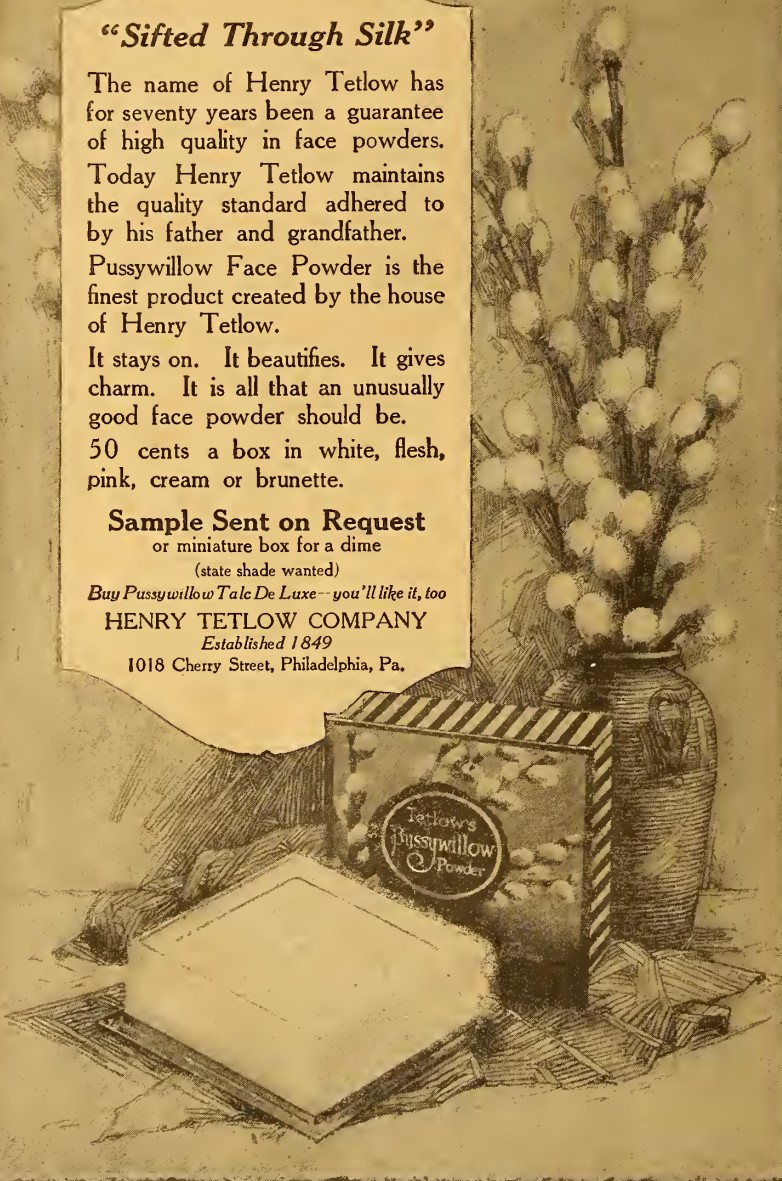 “Sifted Through Silk”
The name of Henry Tetlow has
for seventy years been a guarantee
of high quality in face powders.
Today Henry Tetlow maintains
the quality standard adhered to
by his father and grandfather.
Pussywillow Face Powder is the
finest product created by the house
of Henry Tetlow.
It stays on. It beautifies. It gives
charm. It is all that an unusually
good face powder should be.
50 cents a box in white, flesh,
pink, cream or brunette.
Sample Sent on Request
or miniature box for a dime
(state shade wanted)
Buy Pussywillow Talc De Luxe--you'll like it, too
HENRY TETLOW COMPANY
Established 1849
1018 Cherry Street, Philadelphia, Pa.
Tetlow's
Pussywillow
Powder